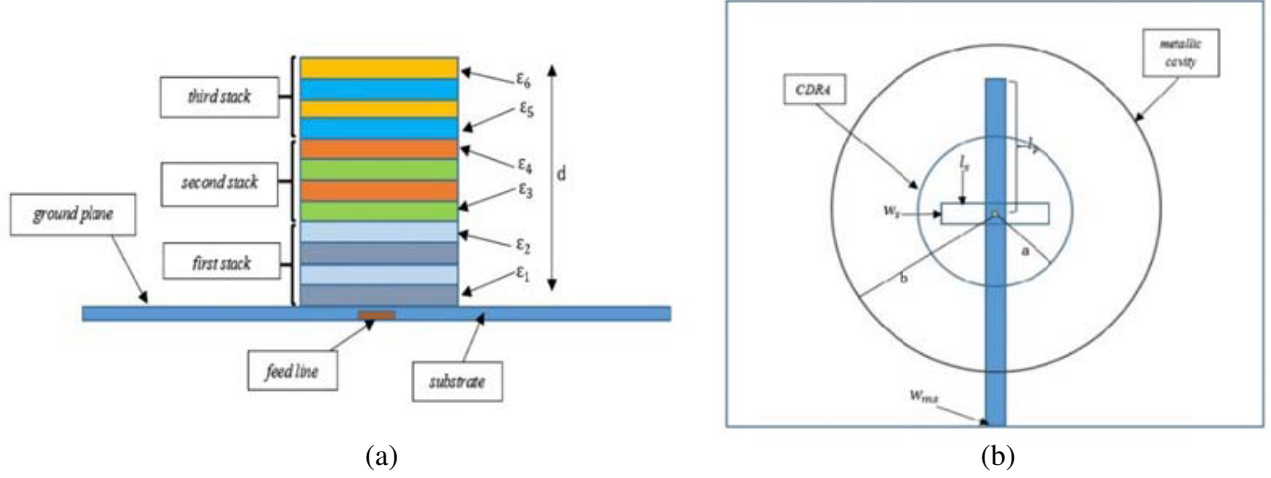 third stack
second stack
first stack
ground plane
feed line
substrate
ε6
ε5
ε4
ε3
ε2
ε1
d
(a)
metallic
cavity
CDRA
ls
ws
a
b
wms
(b)